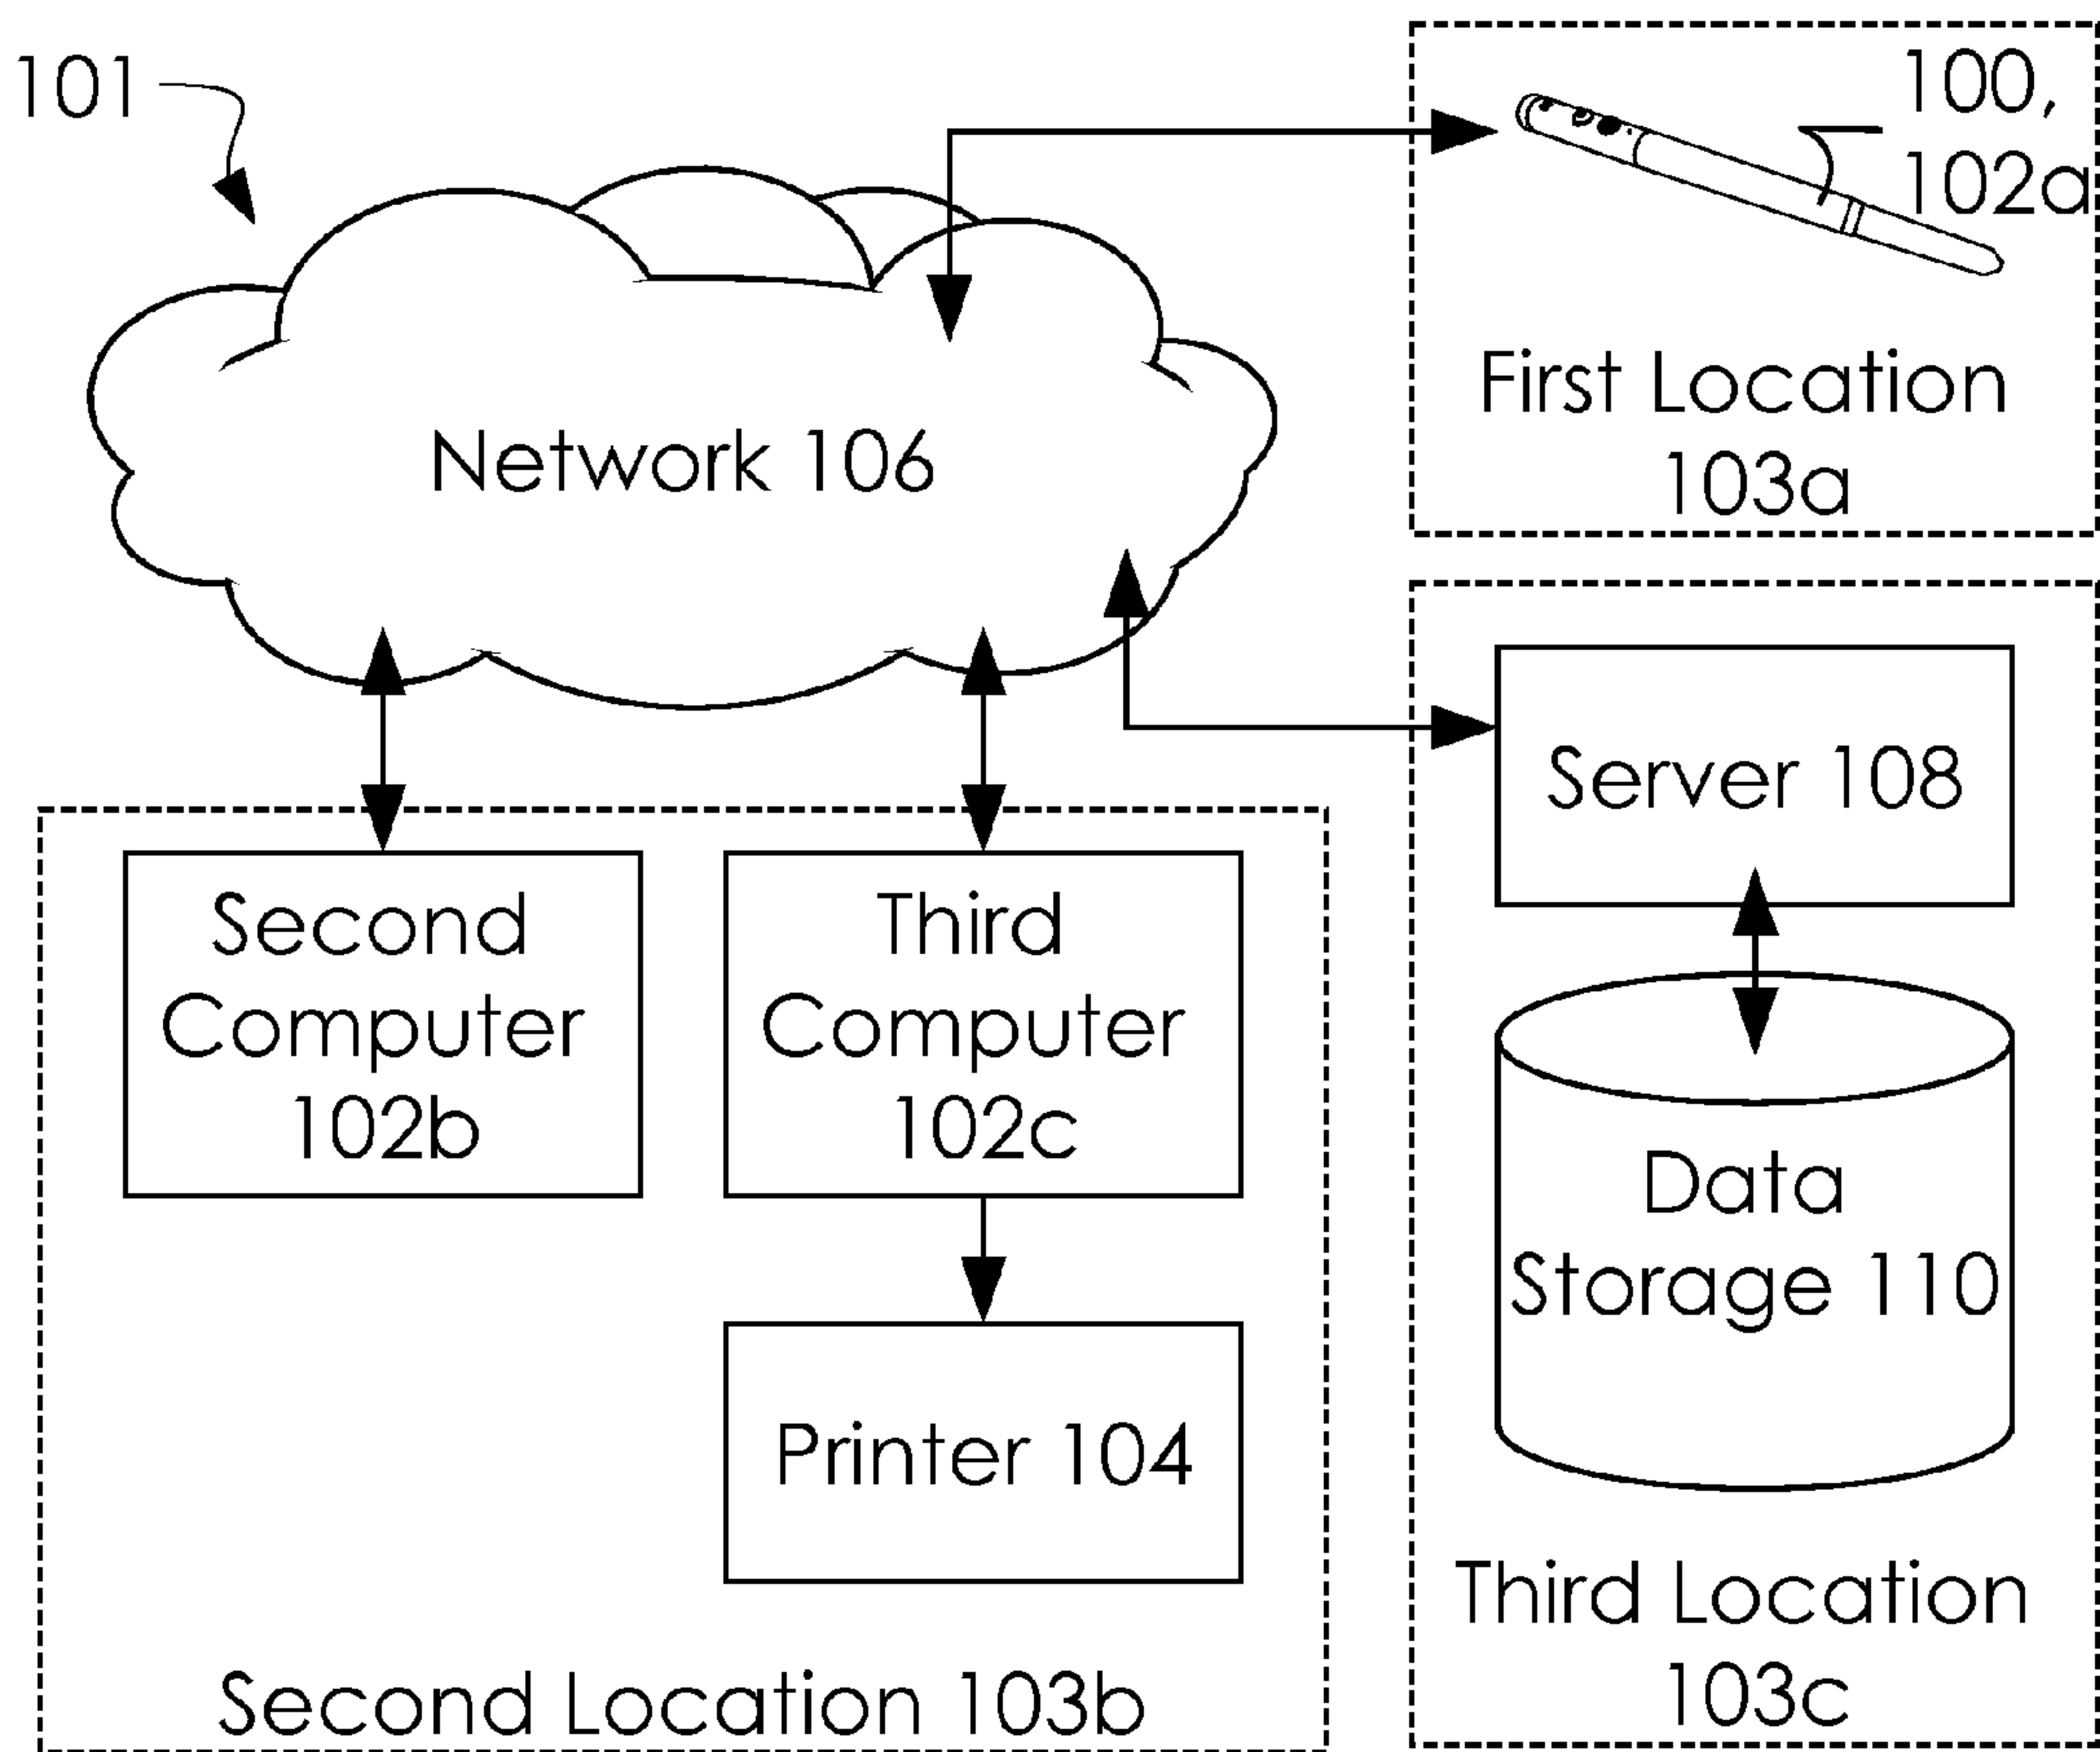 101
100,
102a
First Location
103a
Network 106
Server 108
Second
Computer
102b
Third
Computer
102c
Data
Storage 110
Printer 104
Third Location
103c
Second Location 103b